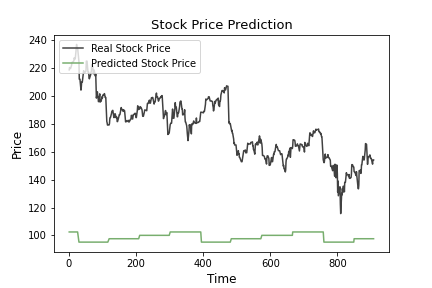 Stock Price Prediction
Real Stock Price
Predicted Stock Price
240
220
200
180
160
140
120
100
Price
0 200 400 600 800
Time